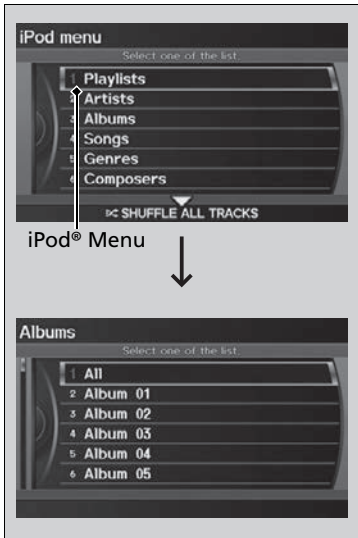 iPod menu
Select one of the list.
1 Playlists
2 Artists
3 Albums
4 Songs
5 Genres
6 Composers
SHUFFLE ALL TRACKS
iPod® Menu
Albums
Select one of the list.
1 All
2 Album 01
3 Album 02
4 Album 03
5 Album 04
6 Album 05